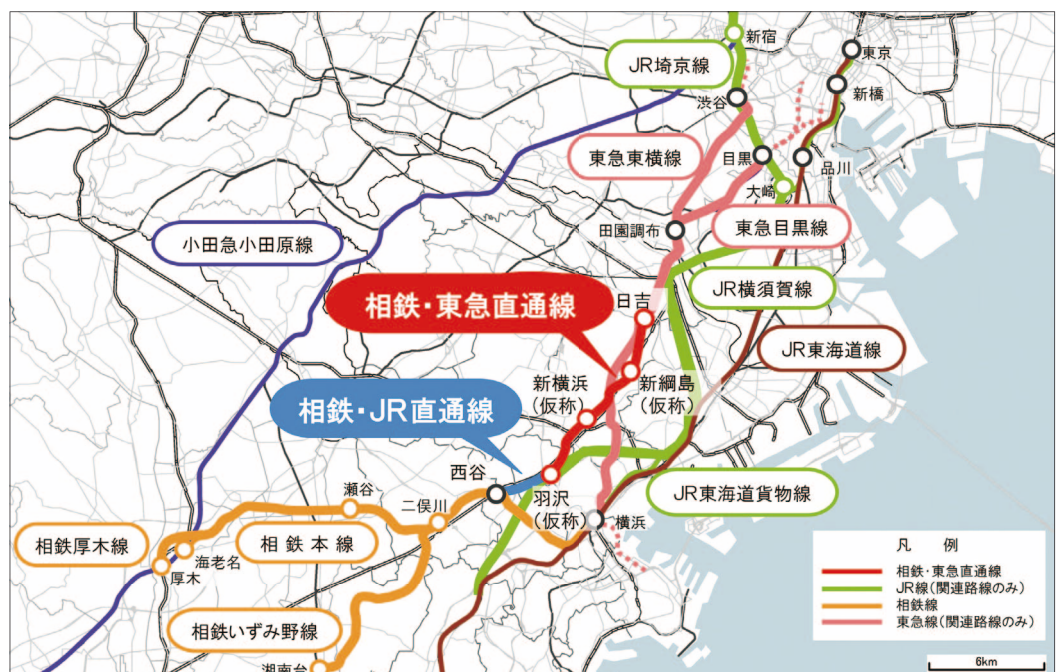 新宿
東京
JR埼京線
新橋
渋谷
東急東横線
目黒
品川
大崎
田園調布
東急目黒線
小田急小田原線
JR横須賀線
相鉄・東急直通線
日吉
JR東海道線
新横浜
(仮称)
新綱島
(仮称)
相鉄・JR直通線
西谷
羽沢
(仮称)
JR東海道貨物線
瀬谷
二俣川
横浜
相鉄厚木線
海老名
厚木
相鉄本線
相鉄いずみ野線
湘南台
凡 例
相鉄・東急直通線
JR線(関連路線のみ)
相鉄線
東急線(関連路線のみ)
6km